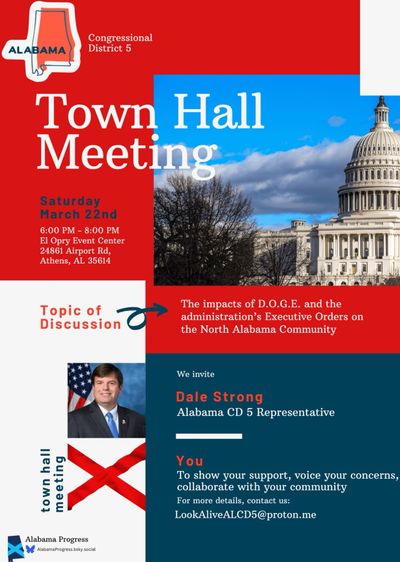 ALABAMA
Congressional
District 5
Town Hall
Meeting
Saturday
March 22nd
6:00 PM - 8:00 PM
El Opry Event Center
24861 Airport Rd,
Athens, AL 35614
Topic of
Discussion
The impacts of D.O.G.E. and the
administration's Executive Orders on
the North Alabama Community
We invite
Dale Strong
Alabama CD 5 Representative
town hall
meeting
You
To show your support, voice your concerns,
collaborate with your community
For more details, contact us:
LookAliveALCD5@proton.me
Alabama Progress
AlabamaProgress.bsky.social